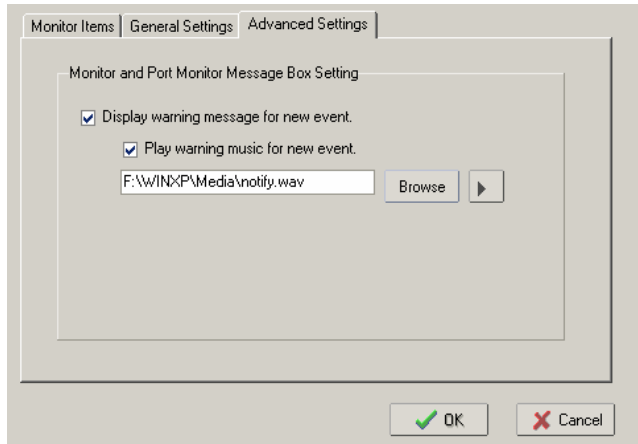 Monitor Items General Settings Advanced Settings
Monitor and Port Monitor Message Box Setting
Display warning message for new event.
Play warning music for new event.
F:\WINXP\Media\notify.wav Browse
OK Cancel